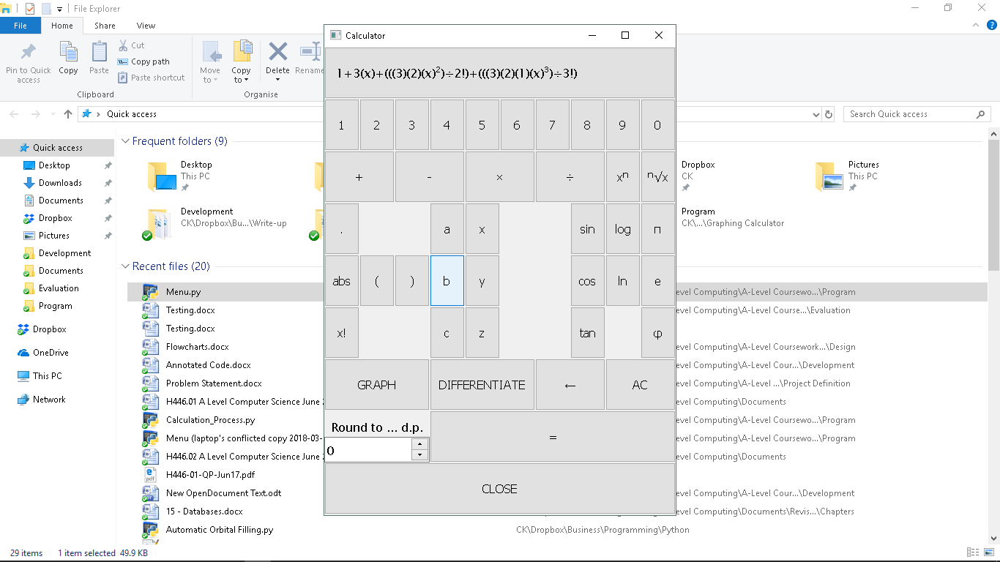 File Explorer
File Home Share View
Pin to Quick access
Copy
Paste
Cut
Copy path
Paste shortcut
Clipboard
Move to
Copy to
Delete
Rename
Organise
Quick access
Search Quick access
Quick access
Desktop
Downloads
Documents
Dropbox
Pictures
Development
Documents
Evaluation
Program
Dropbox
OneDrive
This PC
Network
Frequent folders (9)
Desktop
This PC
Dropbox
CK
Pictures
This PC
Development
CK\Dropbox\Bu...\Write-up
Program
CK\...\Graphing Calculator
Recent files (20)
Menu.py evel Computing\A-Level Coursewo...\Program
Testing.docx evel Computing\A-Level Course...\Evaluation
Testing.docx
Flowcharts.docx evel Computing\A-Level Coursework...\Design
Annotated Code.docx evel Computing\A-Level Cour...\Development
Problem Statement.docx evel Computing\A-Level ...\Project Definition
H446.01 A Level Computer Science June 2 evel Computing\Documents
Calculation_Process.py evel Computing\A-Level Coursewo...\Program
Menu (laptop's conflicted copy 2018-03- evel Computing\A-Level Coursewo...\Program
H446.02 A Level Computer Science June 2 evel Computing\Documents
H446-01-QP-Jun17.pdf
New OpenDocument Text.odt evel Computing\A-Level Cour...\Development
15 - Databases.docx evel Computing\Documents\Revis...\Chapters
Automatic Orbital Filling.py CK\Dropbox\Business\Programming\Python
29 items 1 item selected 49.9 KB
Calculator
1+3(x)+(((3)(2)(x)²)÷2!)+(((3)(2)(1)(x)³)÷3!)
1 2 3 4 5 6 7 8 9 0
+ - × ÷ xⁿ ⁿ√x
. a x sin log π
abs ( ) b y cos ln e
x! c z tan φ
GRAPH DIFFERENTIATE ← AC
Round to ... d.p.
0
=
CLOSE